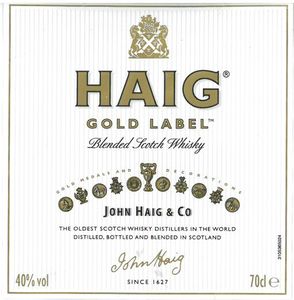 HAIG®
GOLD LABEL™
Blended Scotch Whisky
GOLD MEDALS AND DECORATIONS
JOHN HAIG & CO
THE OLDEST SCOTCH WHISKY DISTILLERS IN THE WORLD
DISTILLED, BOTTLED AND BLENDED IN SCOTLAND
John Haig
40% vol
SINCE 1627
70cl e